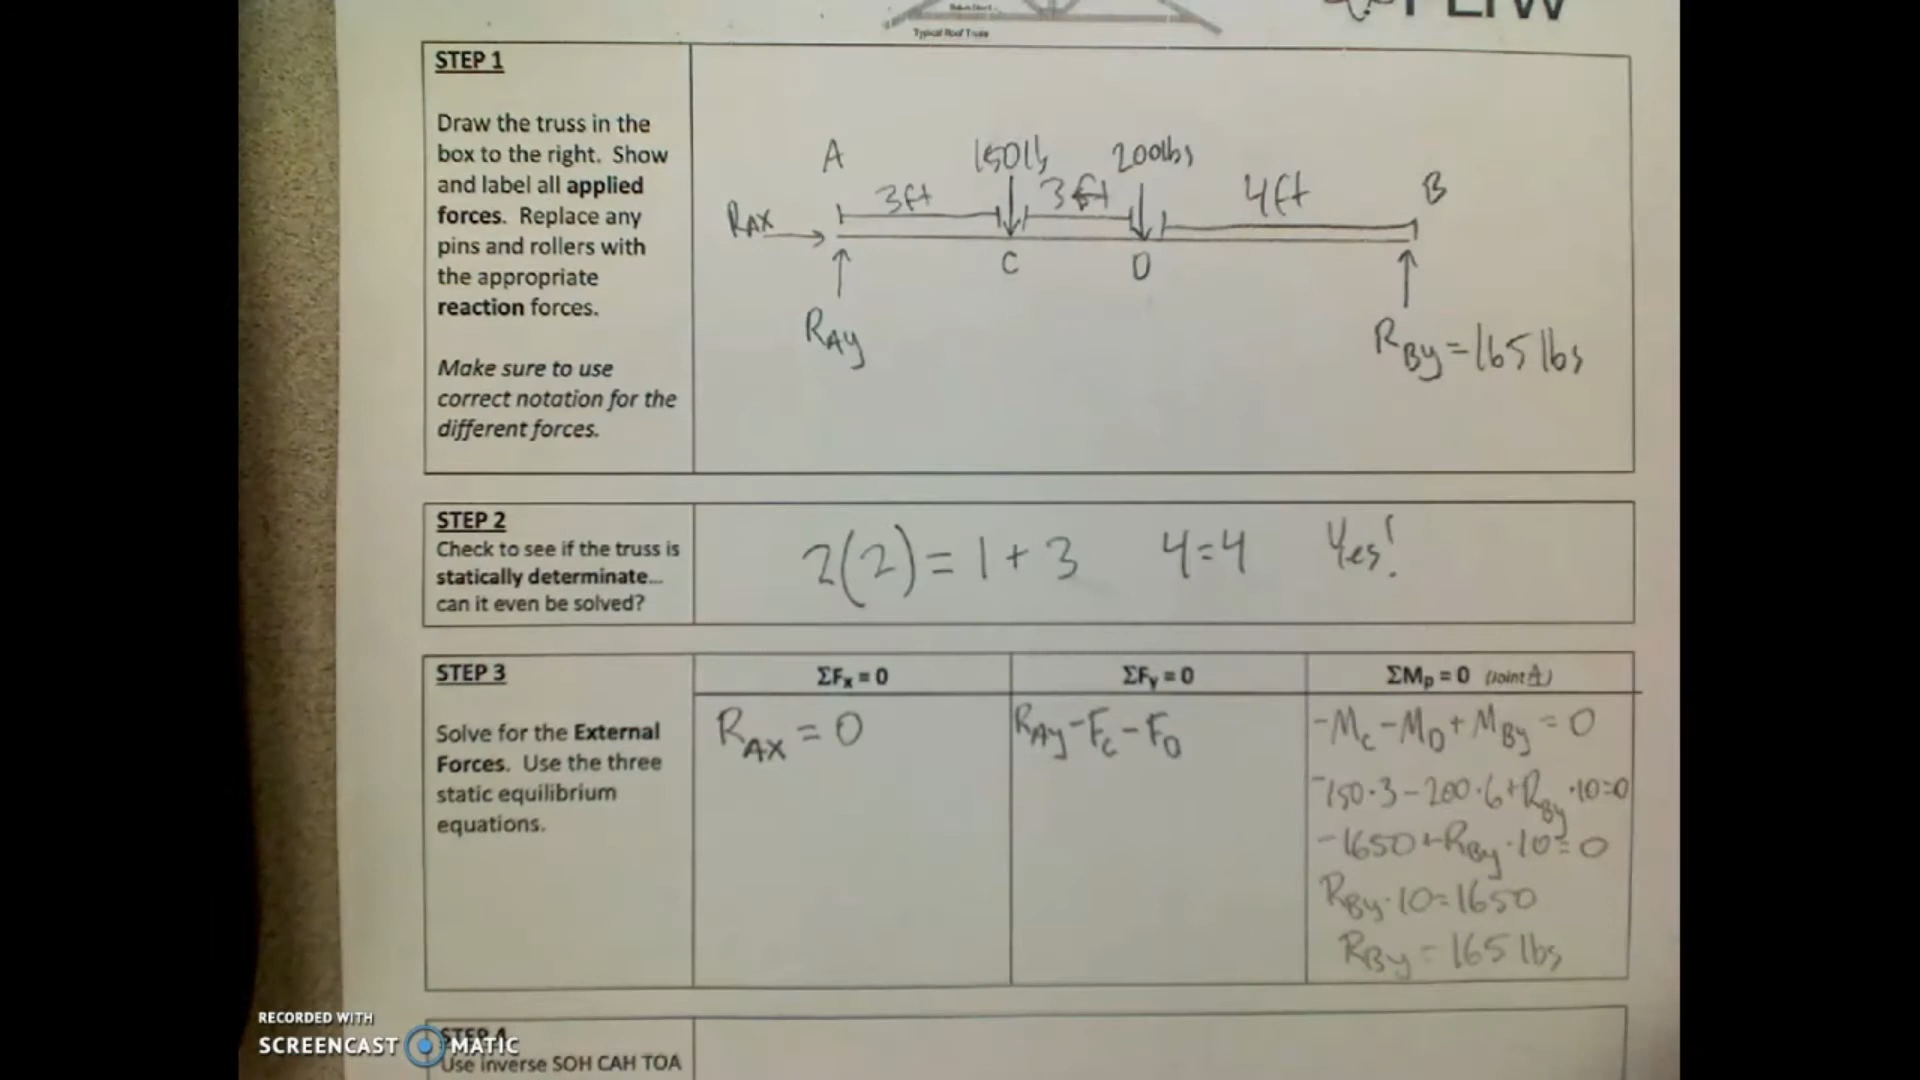 Typical Roof Truss
STEP 1
Draw the truss in the
box to the right. Show
and label all applied
forces. Replace any
pins and rollers with
the appropriate
reaction forces.
Make sure to use
correct notation for the
different forces.
A 150lb 200lbs B
3ft 3ft 4ft
RAX
C D
RAy
RBy=165 lbs
STEP 2
Check to see if the truss is
statically determinate...
can it even be solved?
2(2) = 1 + 3 4=4 Yes!
STEP 3
Solve for the External
Forces. Use the three
static equilibrium
equations.
ΣFx = 0
RAX = 0
ΣFy = 0
RAy-Fc-FD
ΣMp = 0 (Joint A)
-Mc-MD+MBy=0
-150·3-200·6+RBy·10=0
-1650+RBy·10=0
RBy·10=1650
RBy=165 lbs
STEP 4
Use inverse SOH CAH TOA
RECORDED WITH
SCREENCAST MATIC